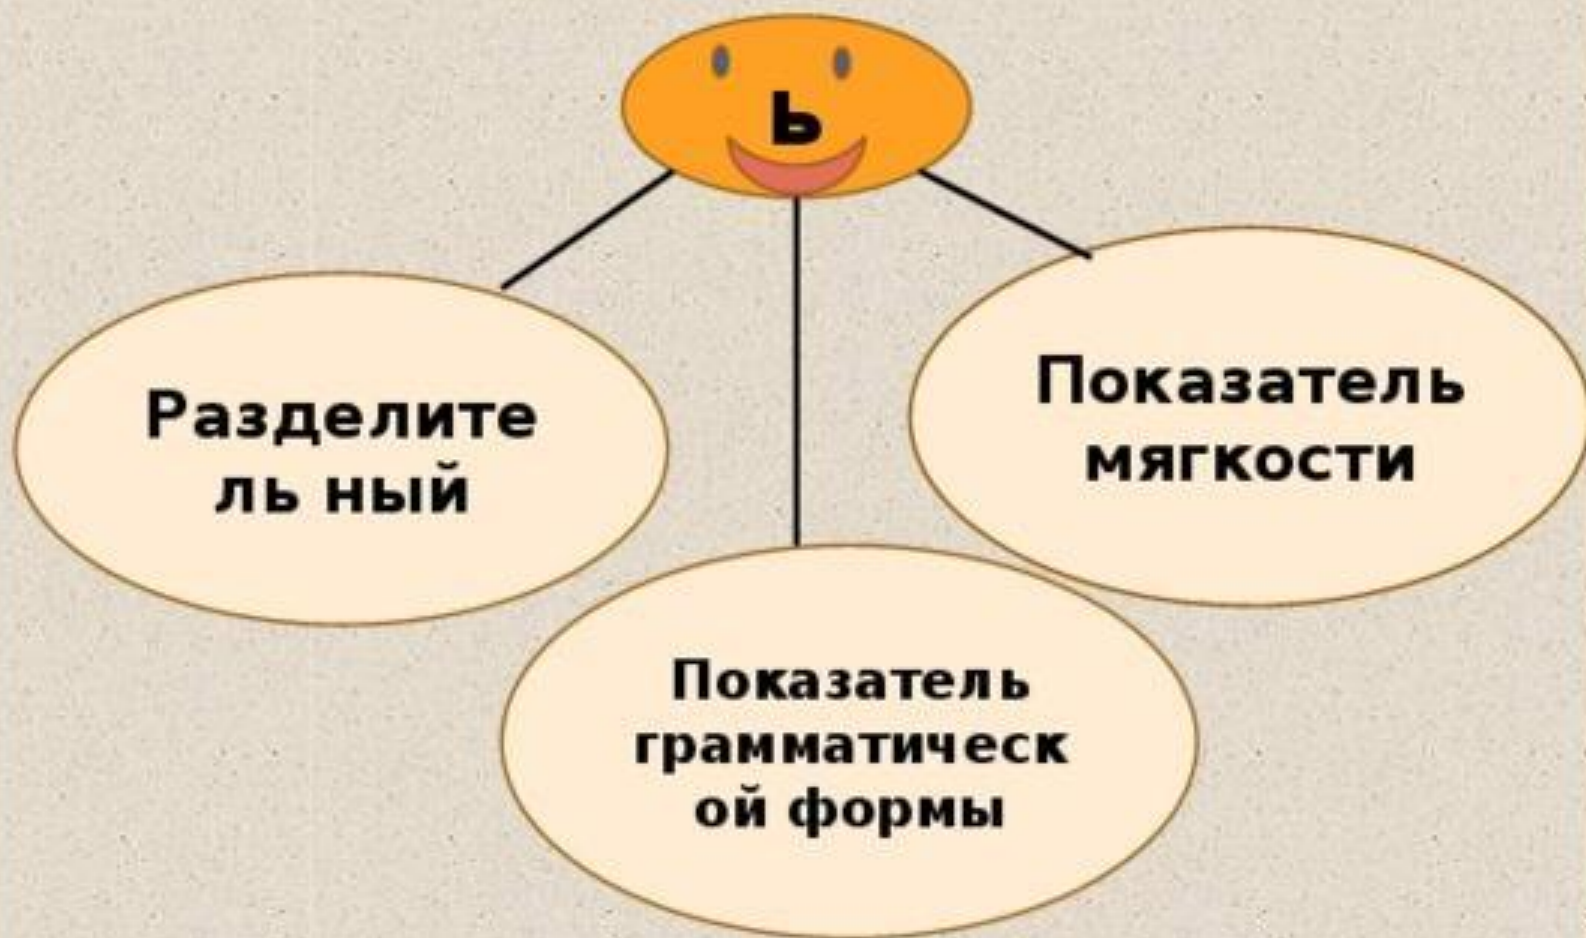 ь
Разделите
ль ный
Показатель
мягкости
Показатель
грамматическ
ой формы